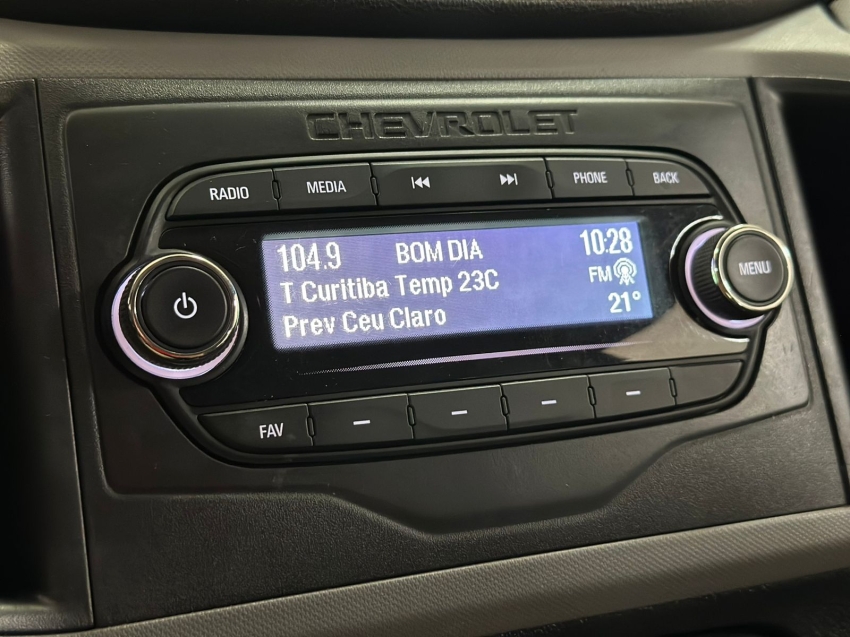 CHEVROLET
RADIO MEDIA PHONE BACK
104.9 BOM DIA 10:28
T Curitiba Temp 23C FM
Prev Ceu Claro 21°
MENU
FAV